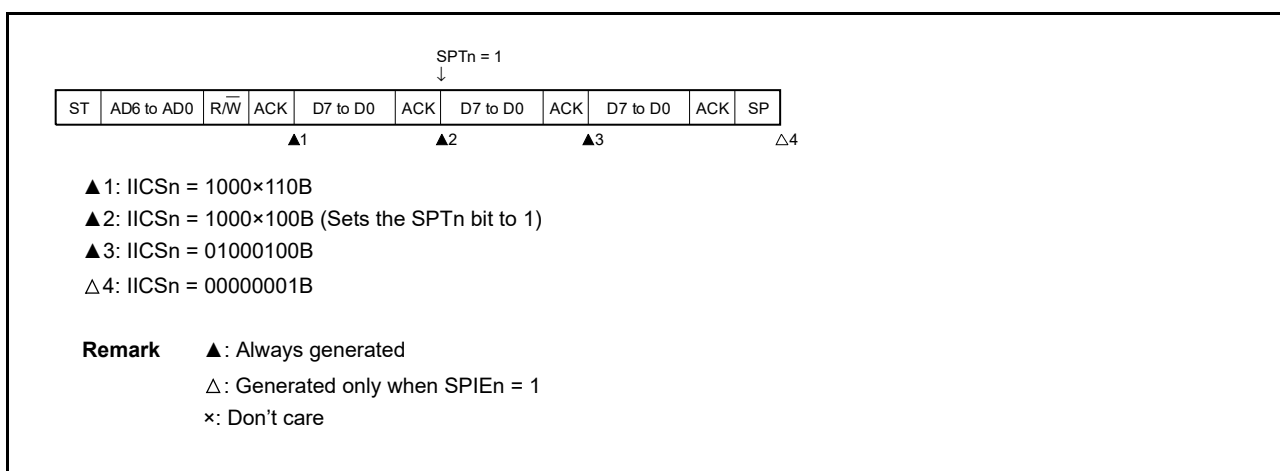 SPTn = 1
↓
ST AD6 to AD0 R/W̅ ACK D7 to D0 ACK D7 to D0 ACK D7 to D0 ACK SP
▲1 ▲2 ▲3 △4
▲1: IICSn = 1000×110B
▲2: IICSn = 1000×100B (Sets the SPTn bit to 1)
▲3: IICSn = 01000100B
△4: IICSn = 00000001B
Remark ▲: Always generated
△: Generated only when SPIEn = 1
×: Don't care